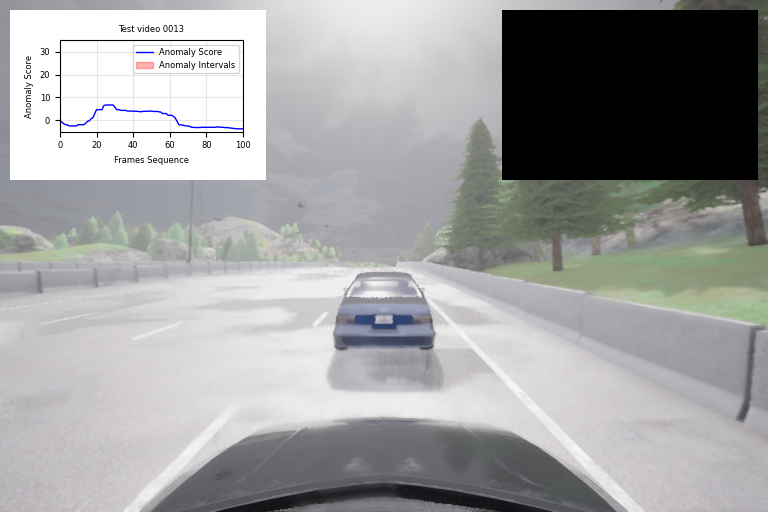 Test video 0013
Anomaly Score
Anomaly Intervals
Anomaly Score
30
20
10
0
0 20 40 60 80 100
Frames Sequence